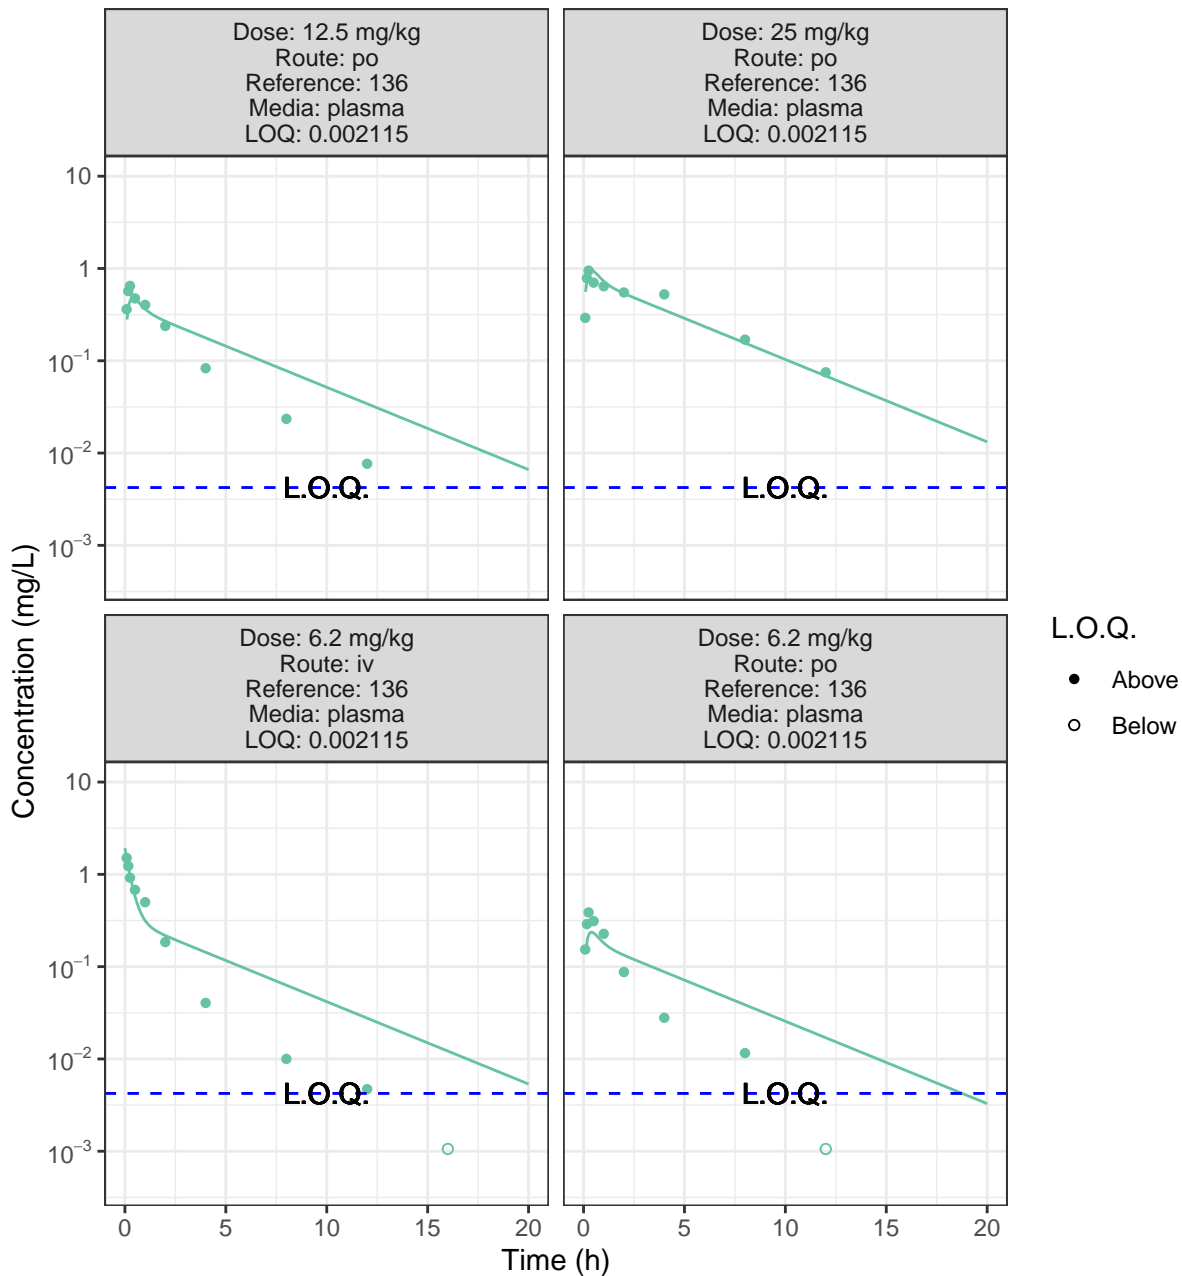 Dose: 12.5 mg/kg
Route: po
Reference: 136
Media: plasma
LOQ: 0.002115
Dose: 25 mg/kg
Route: po
Reference: 136
Media: plasma
LOQ: 0.002115
10
1
10⁻¹
10⁻²
10⁻³
L.O.Q.
L.O.Q.
Concentration (mg/L)
Dose: 6.2 mg/kg
Route: iv
Reference: 136
Media: plasma
LOQ: 0.002115
Dose: 6.2 mg/kg
Route: po
Reference: 136
Media: plasma
LOQ: 0.002115
10
1
10⁻¹
10⁻²
10⁻³
L.O.Q.
L.O.Q.
0 5 10 15 20
0 5 10 15 20
Time (h)
L.O.Q.
Above
Below